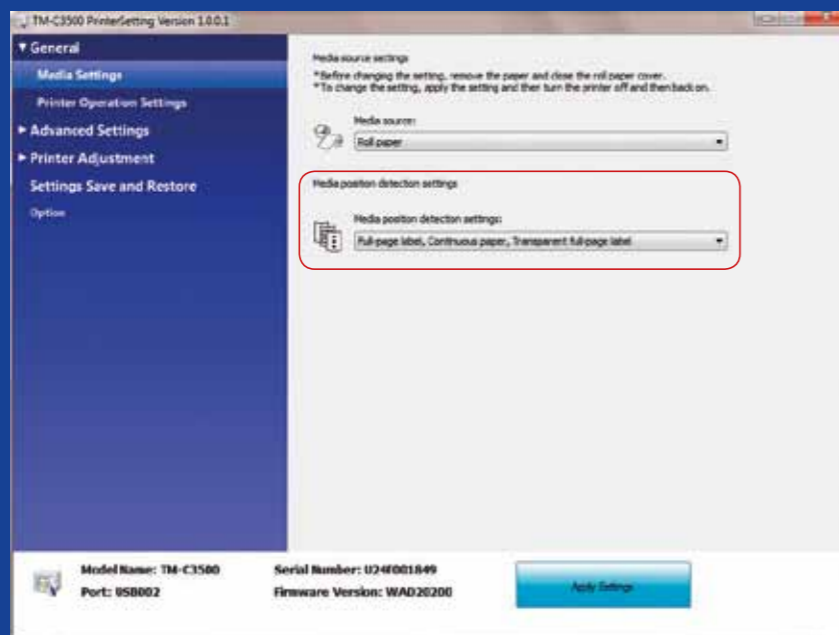 TM-C3500 PrinterSetting Version 1.0.0.1
General
Media Settings
Printer Operation Settings
Advanced Settings
Printer Adjustment
Settings Save and Restore
Option
Media source settings
*Before changing the setting, remove the paper and close the roll paper cover.
*To change the setting, apply the setting and then turn the printer off and then back on.
Media source:
Roll paper
Media position detection settings
Media position detection settings:
Full-page label, Continuous paper, Transparent full-page label
Model Name: TM-C3500
Port: USB002
Serial Number: U24F001849
Firmware Version: WAD20200
Apply Settings